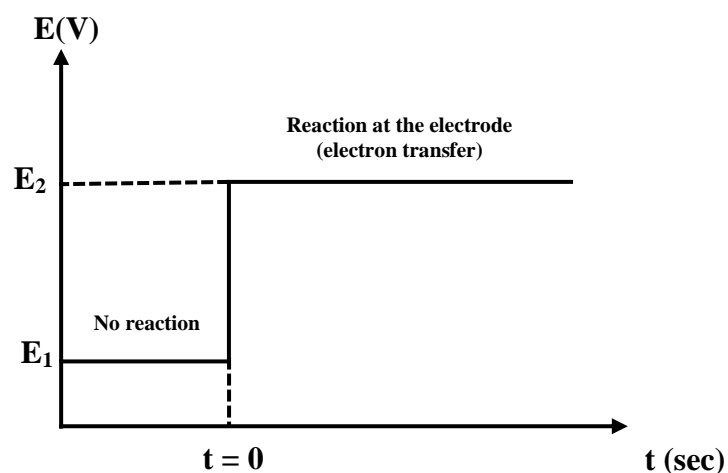 E(V)
Reaction at the electrode
(electron transfer)
E₂
No reaction
E₁
t = 0
t (sec)